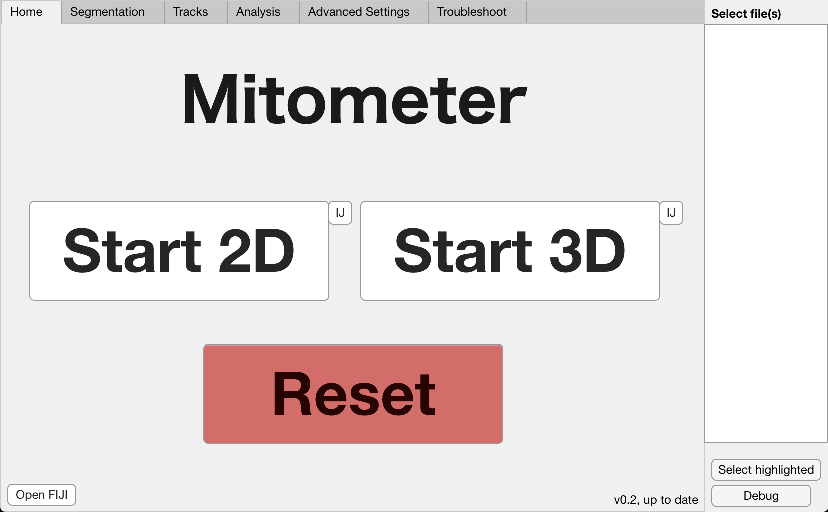 Home Segmentation Tracks Analysis Advanced Settings Troubleshoot
Select file(s)
Mitometer
Start 2D
IJ
Start 3D
IJ
Reset
Open FIJI
v0.2, up to date
Select highlighted
Debug